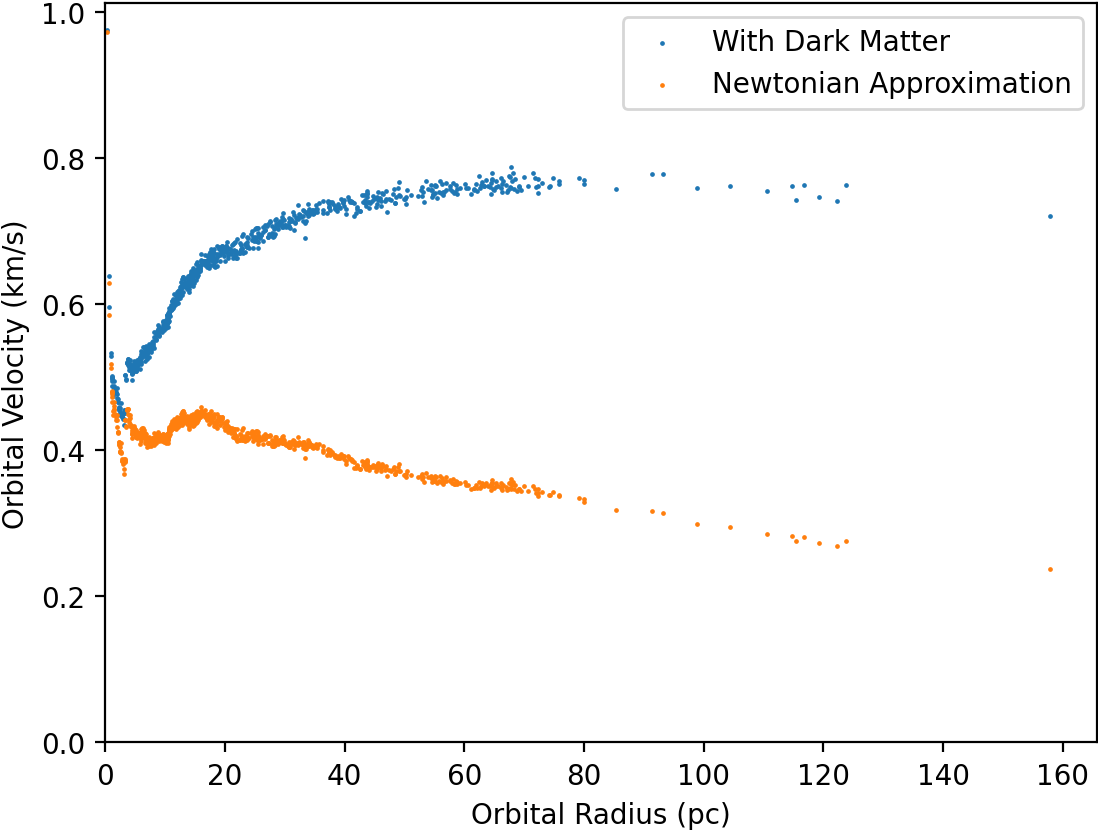 1.0
0.8
0.6
0.4
0.2
0.0
Orbital Velocity (km/s)
With Dark Matter
Newtonian Approximation
0 20 40 60 80 100 120 140 160
Orbital Radius (pc)